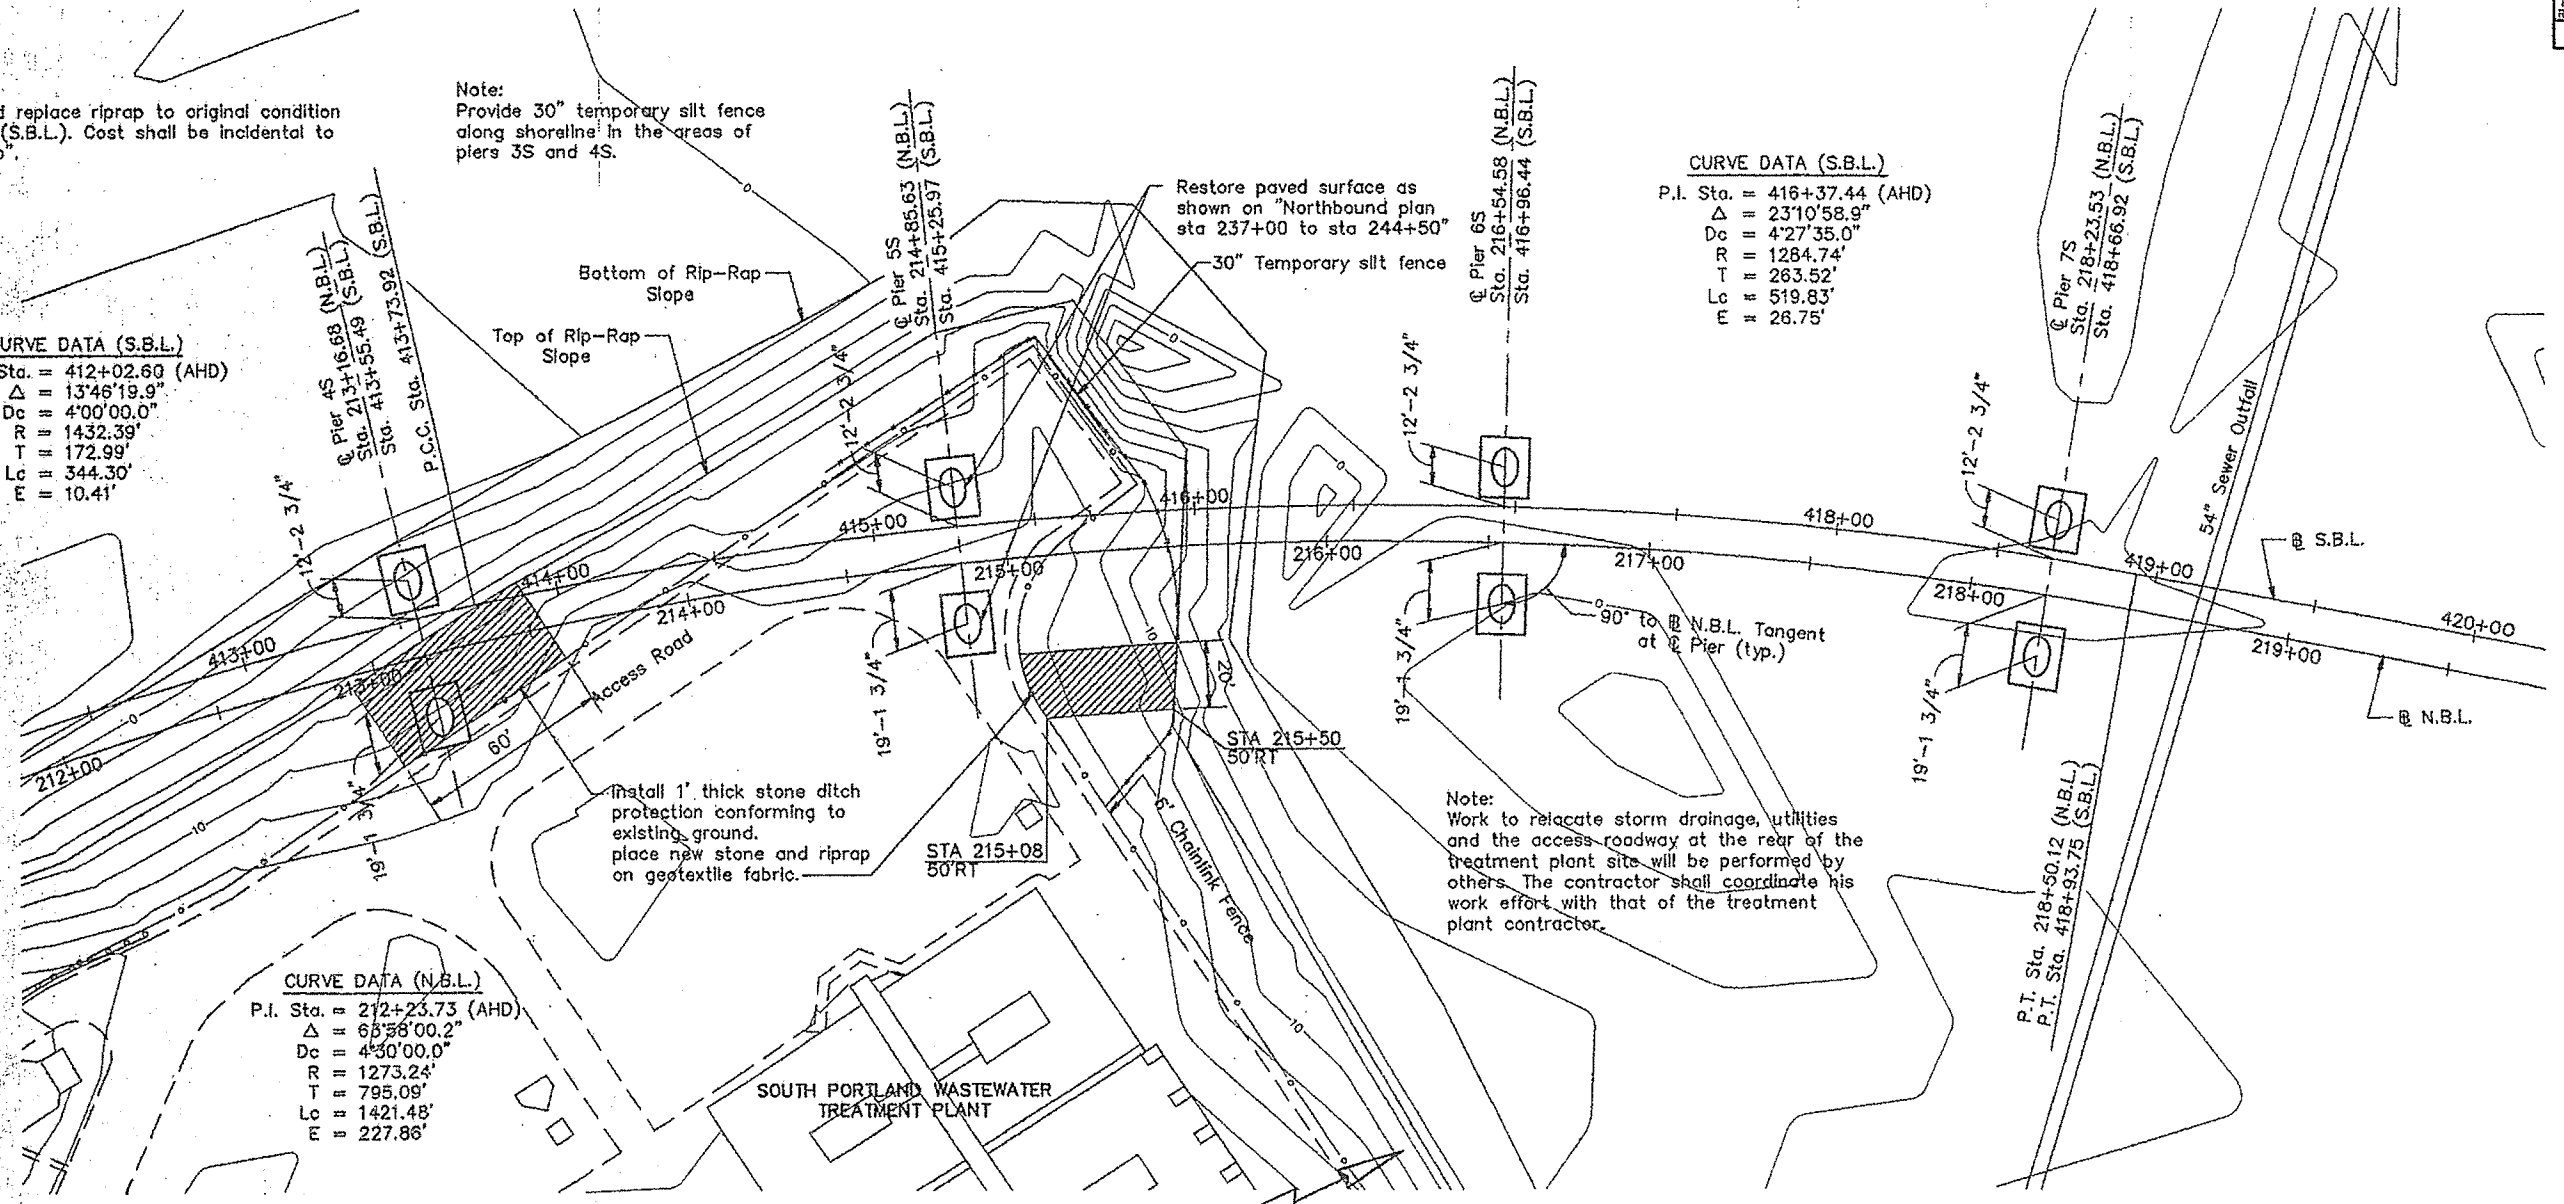 replace riprap to original condition
(S.B.L.). Cost shall be incidental to
Note:
Provide 30" temporary silt fence
along shoreline in the areas of
piers 3S and 4S.
℄ Pier 4S
Sta. 213+16.68 (N.B.L.)
Sta. 413+55.49 (S.B.L.)
P.C.C. Sta. 413+73.92 (S.B.L.)
℄ Pier 5S
Sta. 214+85.63 (N.B.L.)
Sta. 415+25.97 (S.B.L.)
℄ Pier 6S
Sta. 216+54.58 (N.B.L.)
Sta. 416+96.44 (S.B.L.)
℄ Pier 7S
Sta. 218+23.53 (N.B.L.)
Sta. 418+66.92 (S.B.L.)
Restore paved surface as
shown on "Northbound plan
sta 237+00 to sta 244+50"
30" Temporary silt fence
Bottom of Rip-Rap
Slope
Top of Rip-Rap
Slope
CURVE DATA (S.B.L.)
P.I. Sta. = 416+37.44 (AHD)
Δ = 23°10'58.9"
Dc = 4°27'35.0"
R = 1284.74'
T = 263.52'
Lc = 519.83'
E = 26.75'
URVE DATA (S.B.L.)
Sta. = 412+02.60 (AHD)
Δ = 13°46'19.9"
Dc = 4°00'00.0"
R = 1432.39'
T = 172.99'
Lc = 344.30'
E = 10.41'
12'-2 3/4"
12'-2 3/4"
12'-2 3/4"
12'-2 3/4"
0
0
0
413+00
414+00
415+00
416+00
418+00
419+00
420+00
212+00
213+00
214+00
215+00
216+00
217+00
218+00
219+00
54" Sewer Outfall
℔ S.B.L.
℔ N.B.L.
90° to ℔ N.B.L. Tangent
at ℄ Pier (typ.)
19'-1 3/4"
19'-1 3/4"
19'-1 3/4"
19'-1 3/4"
Access Road
60'
20'
10
10
10
0
STA 215+50
50'RT
STA 215+08
50'RT
Install 1' thick stone ditch
protection conforming to
existing ground.
place new stone and riprap
on geotextile fabric.
6' Chainlink Fence
Note:
Work to relocate storm drainage, utilities
and the access roadway at the rear of the
treatment plant site will be performed by
others. The contractor shall coordinate his
work effort with that of the treatment
plant contractor.
P.T. Sta. 218+50.12 (N.B.L.)
P.T. Sta. 418+93.75 (S.B.L.)
CURVE DATA (N.B.L.)
P.I. Sta. = 212+23.73 (AHD)
Δ = 63°58'00.2"
Dc = 4°30'00.0"
R = 1273.24'
T = 795.09'
Lc = 1421.48'
E = 227.86'
SOUTH PORTLAND WASTEWATER
TREATMENT PLANT